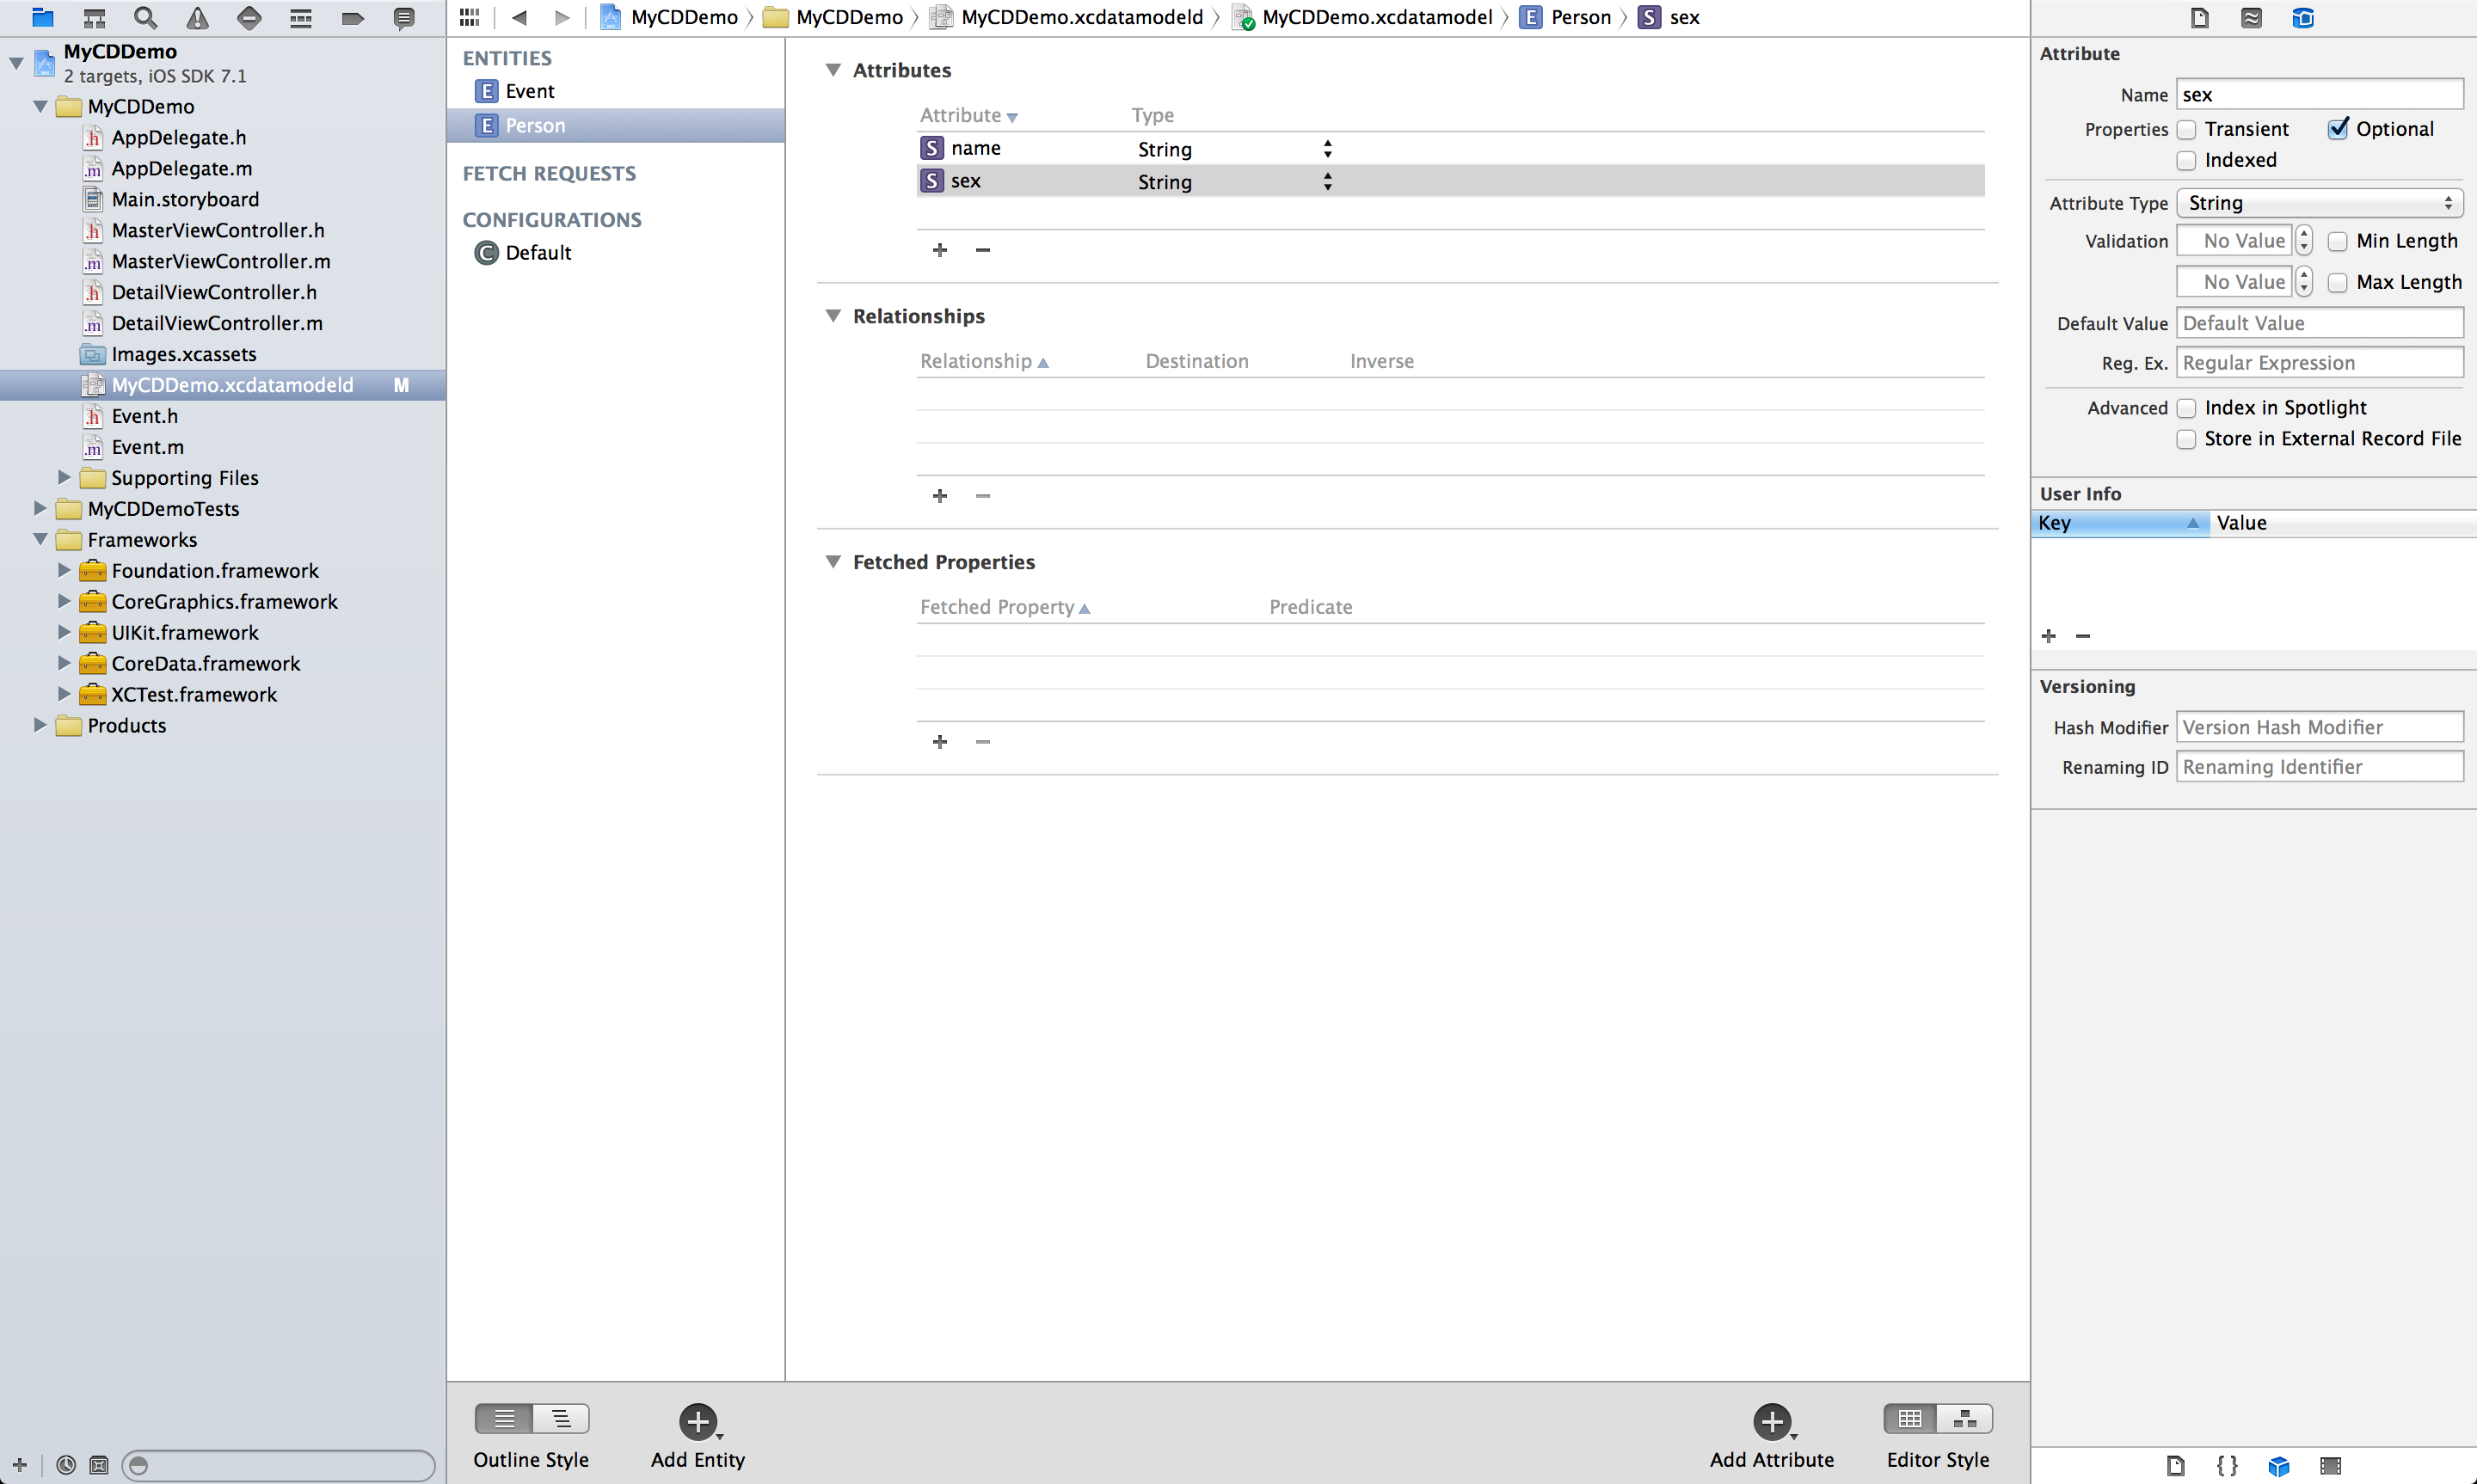 MyCDDemo
2 targets, iOS SDK 7.1
MyCDDemo
AppDelegate.h
AppDelegate.m
Main.storyboard
MasterViewController.h
MasterViewController.m
DetailViewController.h
DetailViewController.m
Images.xcassets
MyCDDemo.xcdatamodeld M
Event.h
Event.m
Supporting Files
MyCDDemoTests
Frameworks
Foundation.framework
CoreGraphics.framework
UIKit.framework
CoreData.framework
XCTest.framework
Products
MyCDDemo MyCDDemo MyCDDemo.xcdatamodeld MyCDDemo.xcdatamodel E Person S sex
ENTITIES
E Event
E Person
FETCH REQUESTS
CONFIGURATIONS
C Default
Attributes
Attribute Type
S name String
S sex String
Relationships
Relationship Destination Inverse
Fetched Properties
Fetched Property Predicate
Outline Style Add Entity Add Attribute Editor Style
Attribute
Name sex
Properties Transient Optional
Indexed
Attribute Type String
Validation No Value Min Length
No Value Max Length
Default Value Default Value
Reg. Ex. Regular Expression
Advanced Index in Spotlight
Store in External Record File
User Info
Key Value
Versioning
Hash Modifier Version Hash Modifier
Renaming ID Renaming Identifier